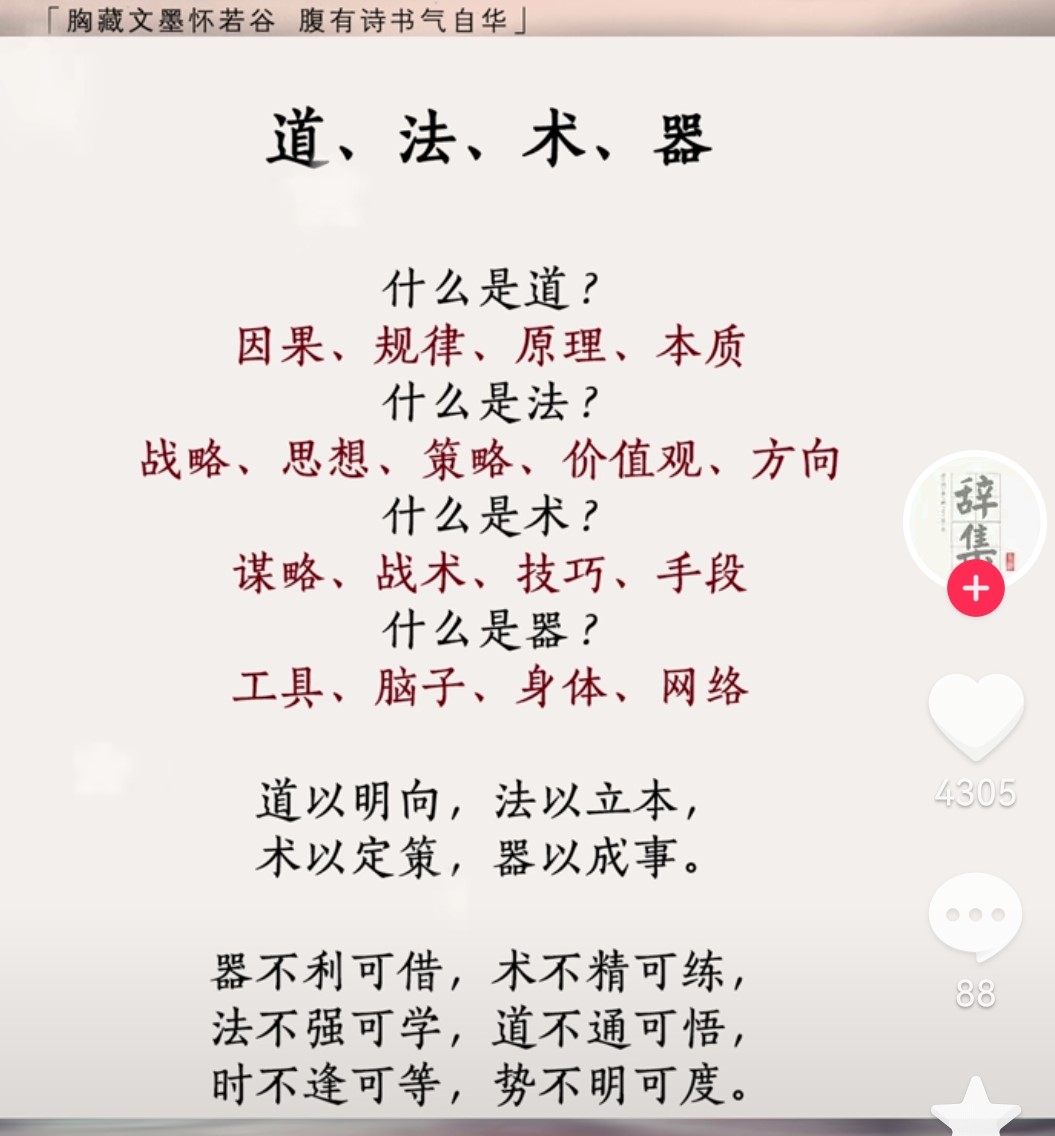 「胸藏文墨怀若谷 腹有诗书气自华」
道、法、术、器
什么是道?
因果、规律、原理、本质
什么是法?
战略、思想、策略、价值观、方向
什么是术?
谋略、战术、技巧、手段
什么是器?
工具、脑子、身体、网络
道以明向，法以立本，
术以定策，器以成事。
器不利可借，术不精可练，
法不强可学，道不通可悟，
时不逢可等，势不明可度。
辞集
4305
88